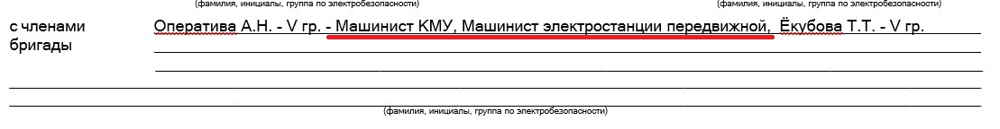 (фамилия, инициалы, группа по электробезопасности) (фамилия, инициалы, группа по электробезопасности)
с членами Оператива А.Н. - V гр. - Машинист КМУ, Машинист электростанции передвижной, Ёкубова Т.Т. - V гр.
бригады
(фамилия, инициалы, группа по электробезопасности)